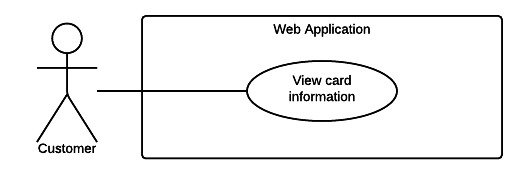 Web Application
View card
information
Customer